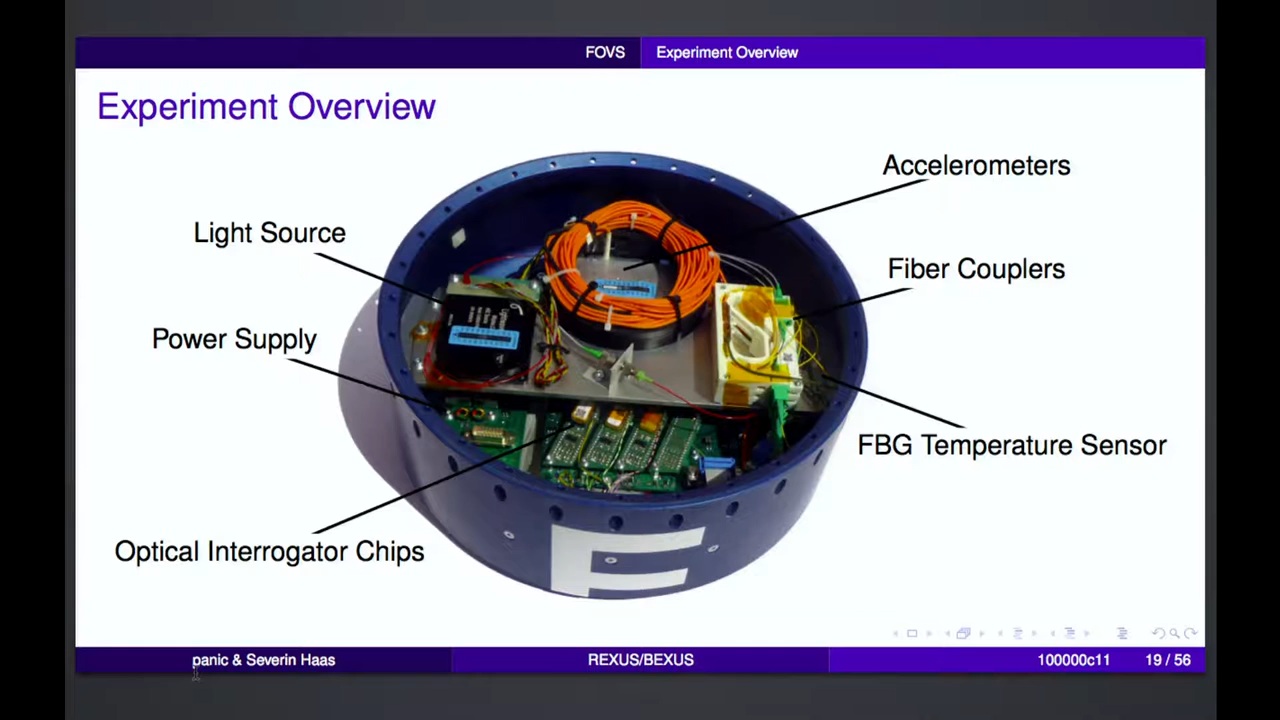 FOVS
Experiment Overview
Experiment Overview
Accelerometers
Light Source
Fiber Couplers
Power Supply
FBG Temperature Sensor
Optical Interrogator Chips
F
panic & Severin Haas
REXUS/BEXUS
100000c11
19 / 56